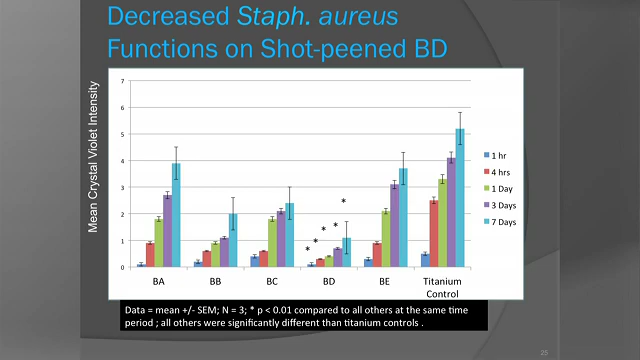 Decreased Staph. aureus
Functions on Shot-peened BD
Mean Crystal Violet Intensity
7
6
5
4
3
2
1
0
* * * * *
BA BB BC BD BE Titanium
Control
1 hr
4 hrs
1 Day
3 Days
7 Days
Data = mean +/- SEM; N = 3; * p < 0.01 compared to all others at the same time
period ; all others were significantly different than titanium controls .
25